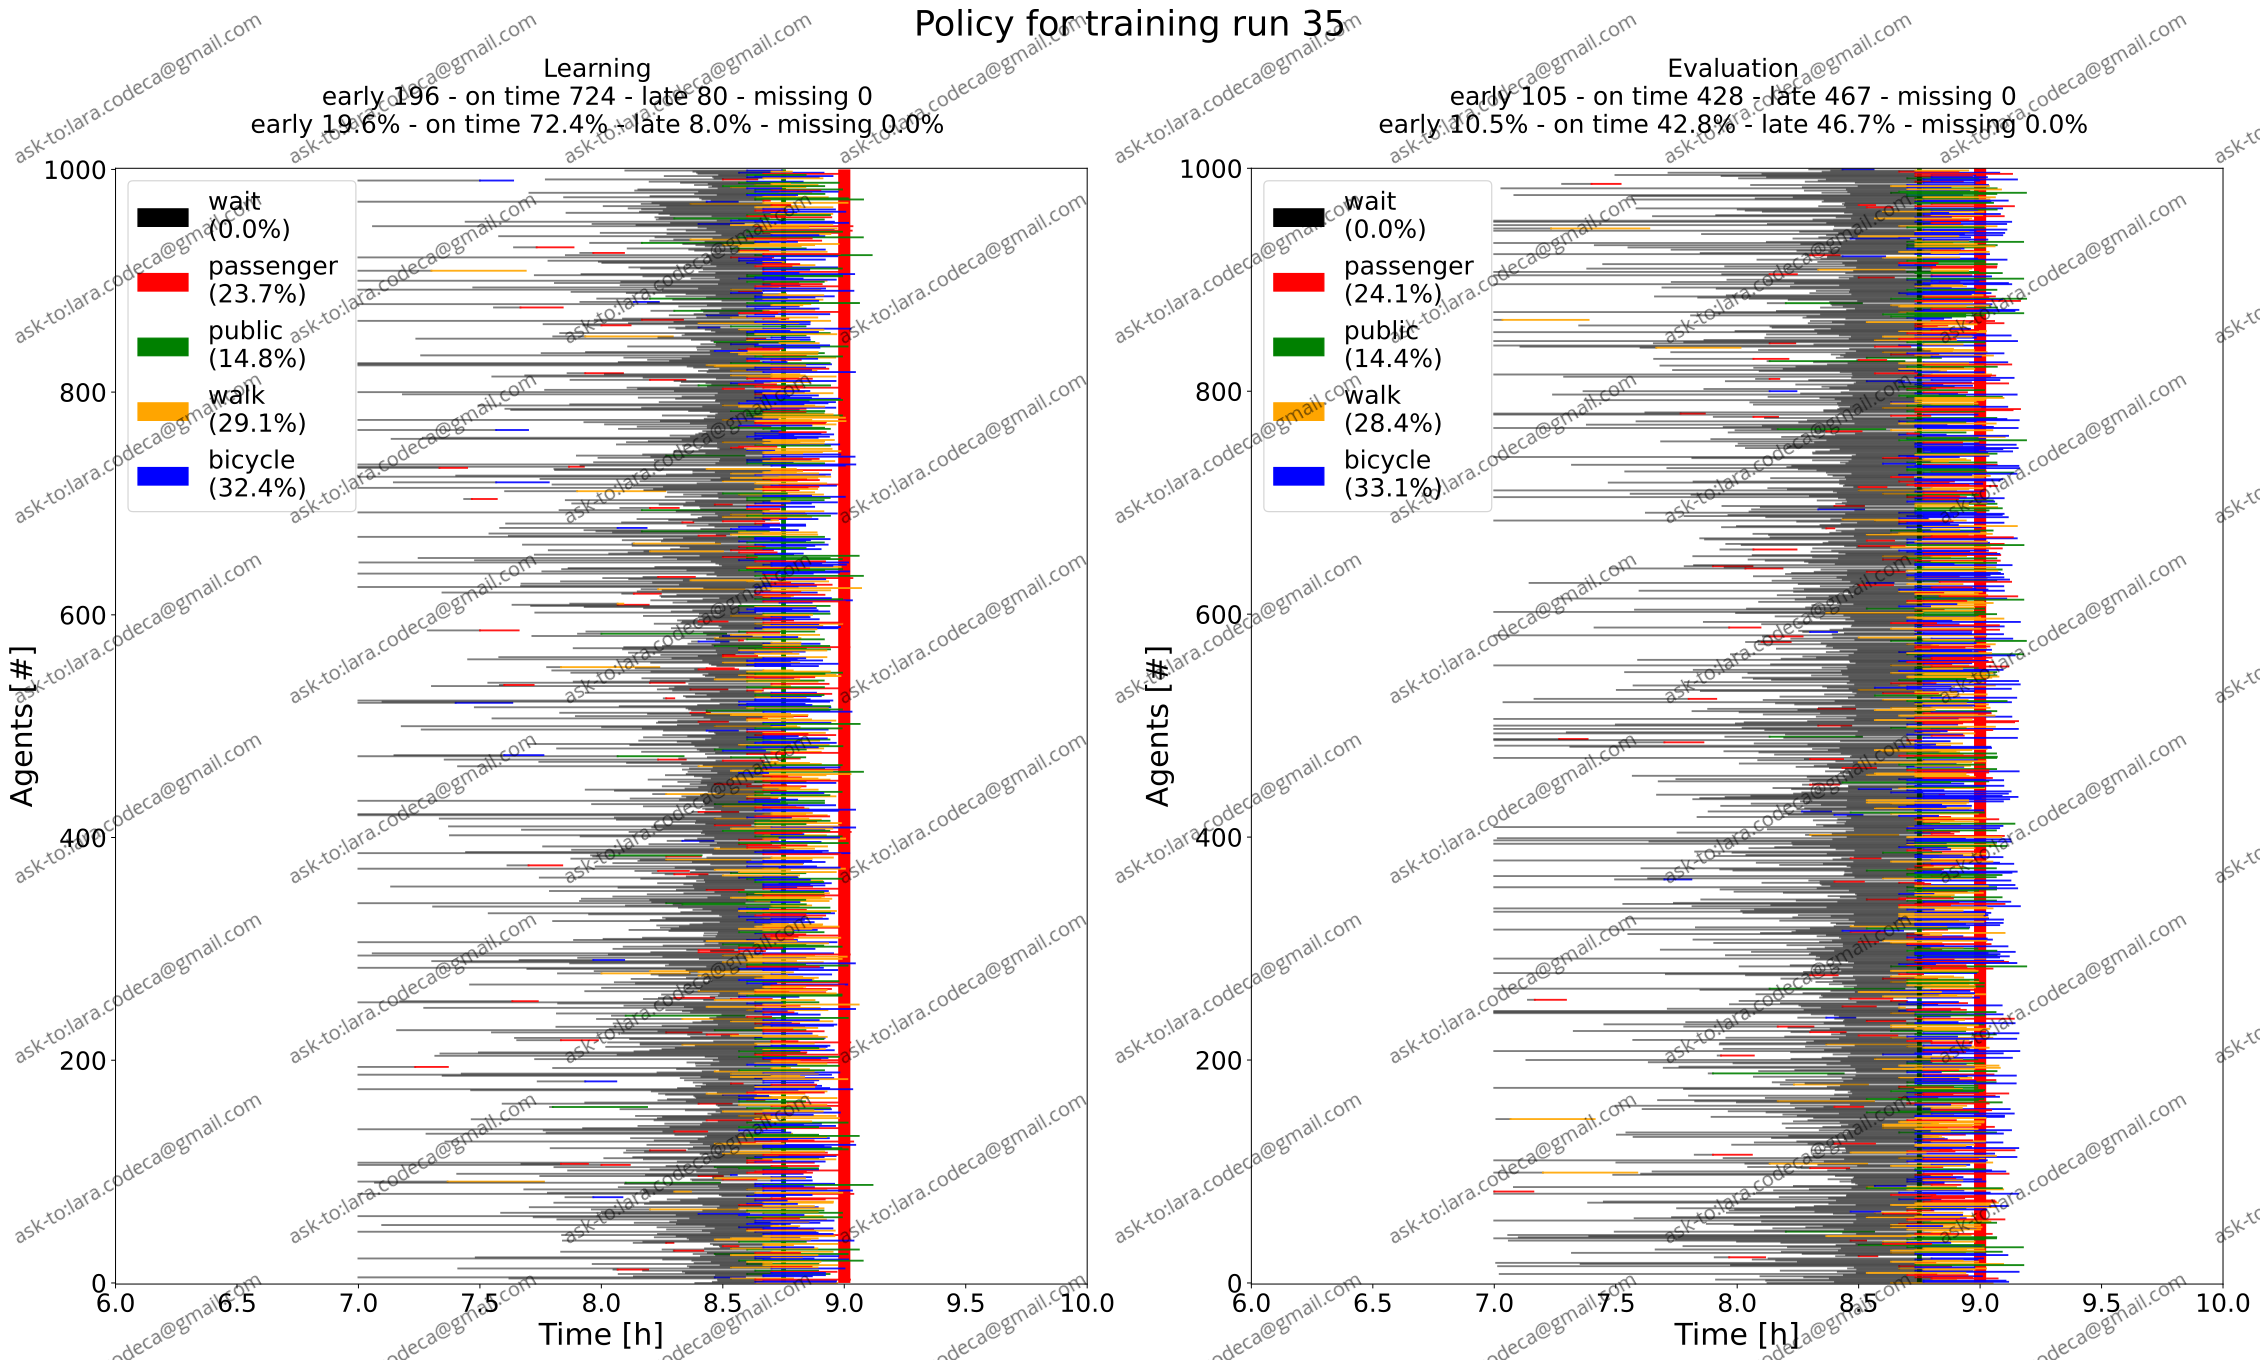 Policy for training run 35
Learning
early 196 - on time 724 - late 80 - missing 0
early 19.6% - on time 72.4% - late 8.0% - missing 0.0%
1000
800
600
400
200
0
Agents [#]
wait
(0.0%)
passenger
(23.7%)
public
(14.8%)
walk
(29.1%)
bicycle
(32.4%)
6.0 6.5 7.0 7.5 8.0 8.5 9.0 9.5 10.0
Time [h]
Evaluation
early 105 - on time 428 - late 467 - missing 0
early 10.5% - on time 42.8% - late 46.7% - missing 0.0%
1000
800
600
400
200
0
Agents [#]
wait
(0.0%)
passenger
(24.1%)
public
(14.4%)
walk
(28.4%)
bicycle
(33.1%)
6.0 6.5 7.0 7.5 8.0 8.5 9.0 9.5 10.0
Time [h]
ask-to:lara.codeca@gmail.com